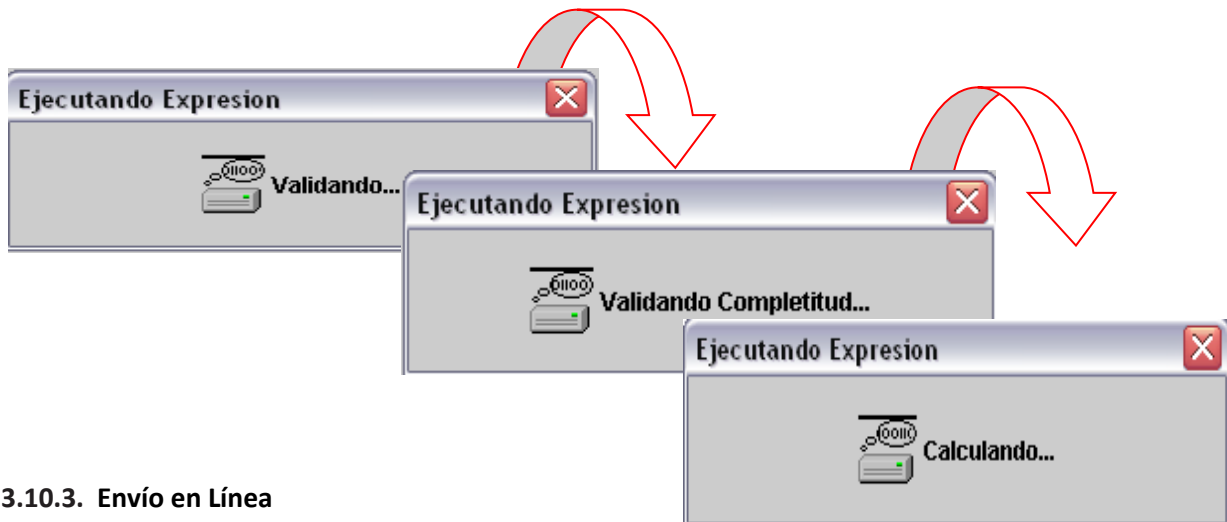 Ejecutando Expresion
Validando...
Ejecutando Expresion
Validando Completitud...
Ejecutando Expresion
Calculando...
3.10.3. Envío en Línea